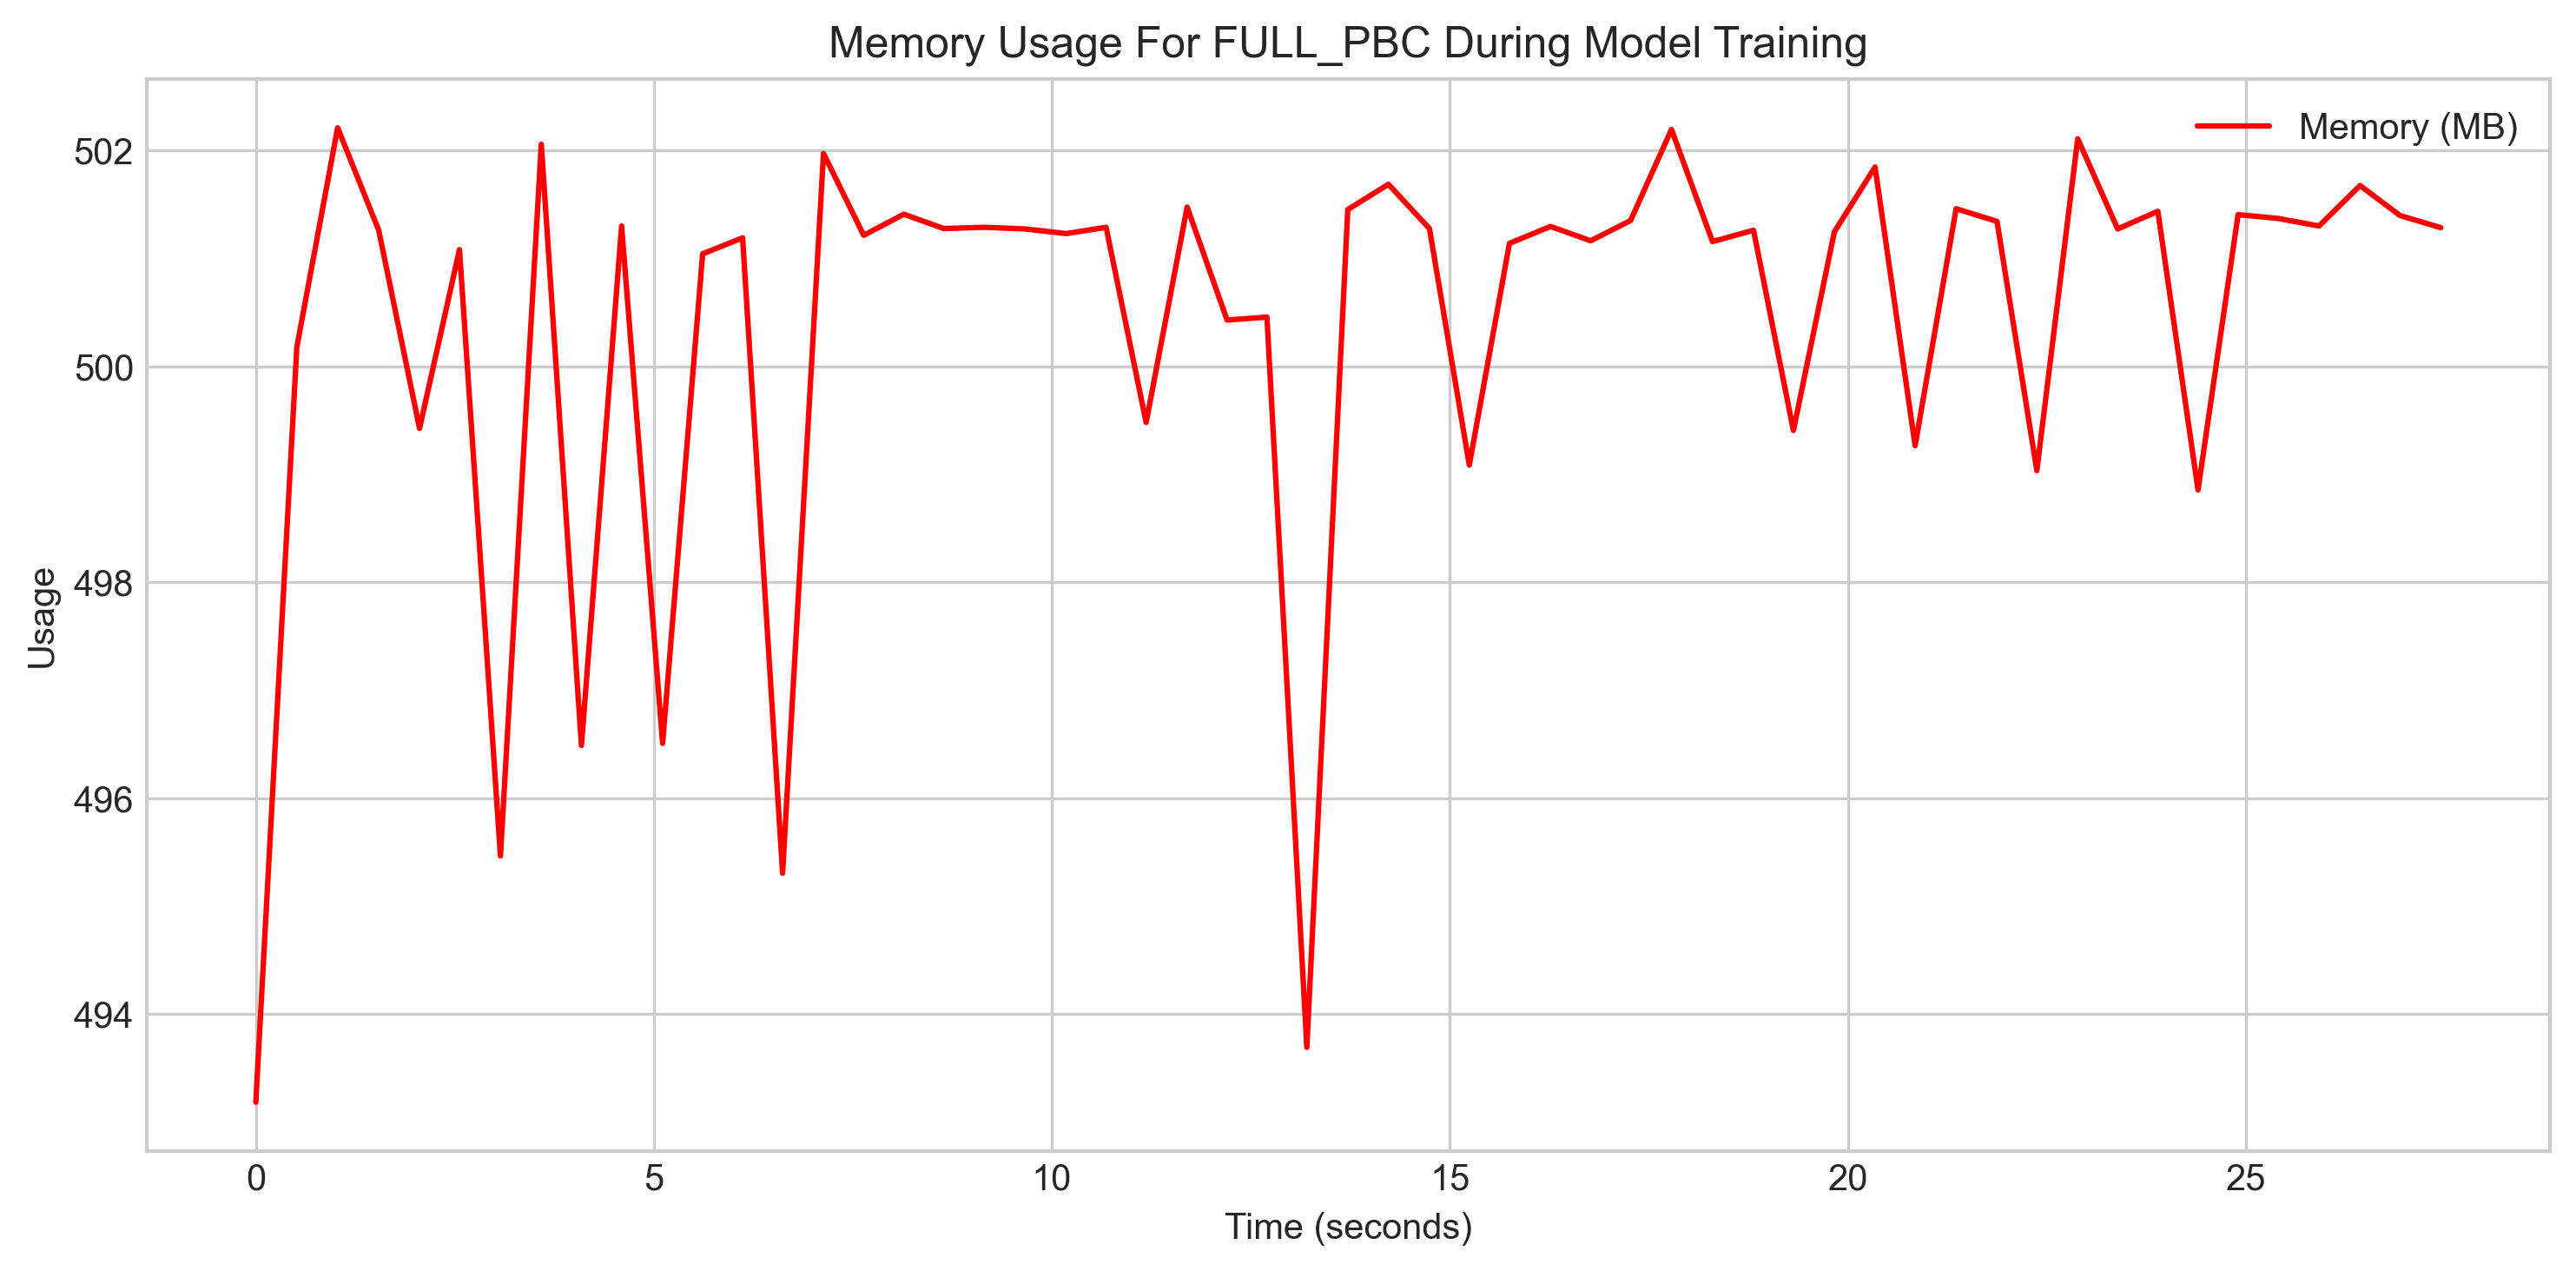 Memory Usage For FULL_PBC During Model Training
Memory (MB)
502
500
498
496
494
Usage
0 5 10 15 20 25
Time (seconds)